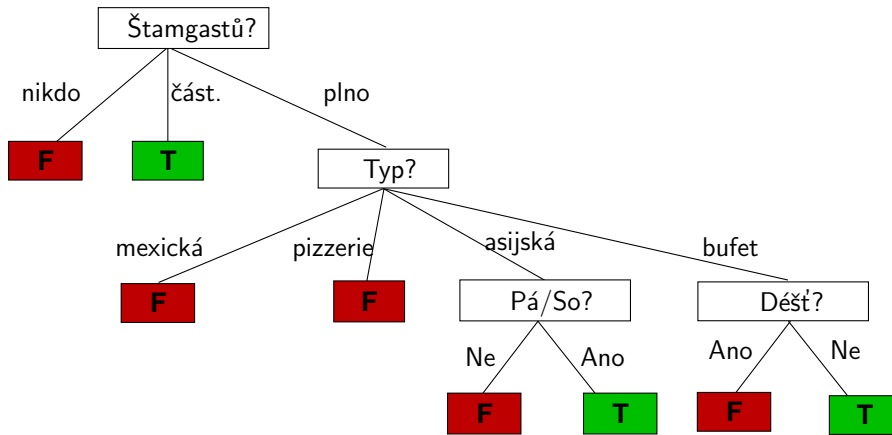 Štamgastů?
nikdo část. plno
F T
Typ?
mexická pizzerie asijská bufet
F F
Pá/So? Déšť?
Ne Ano Ano Ne
F T F T